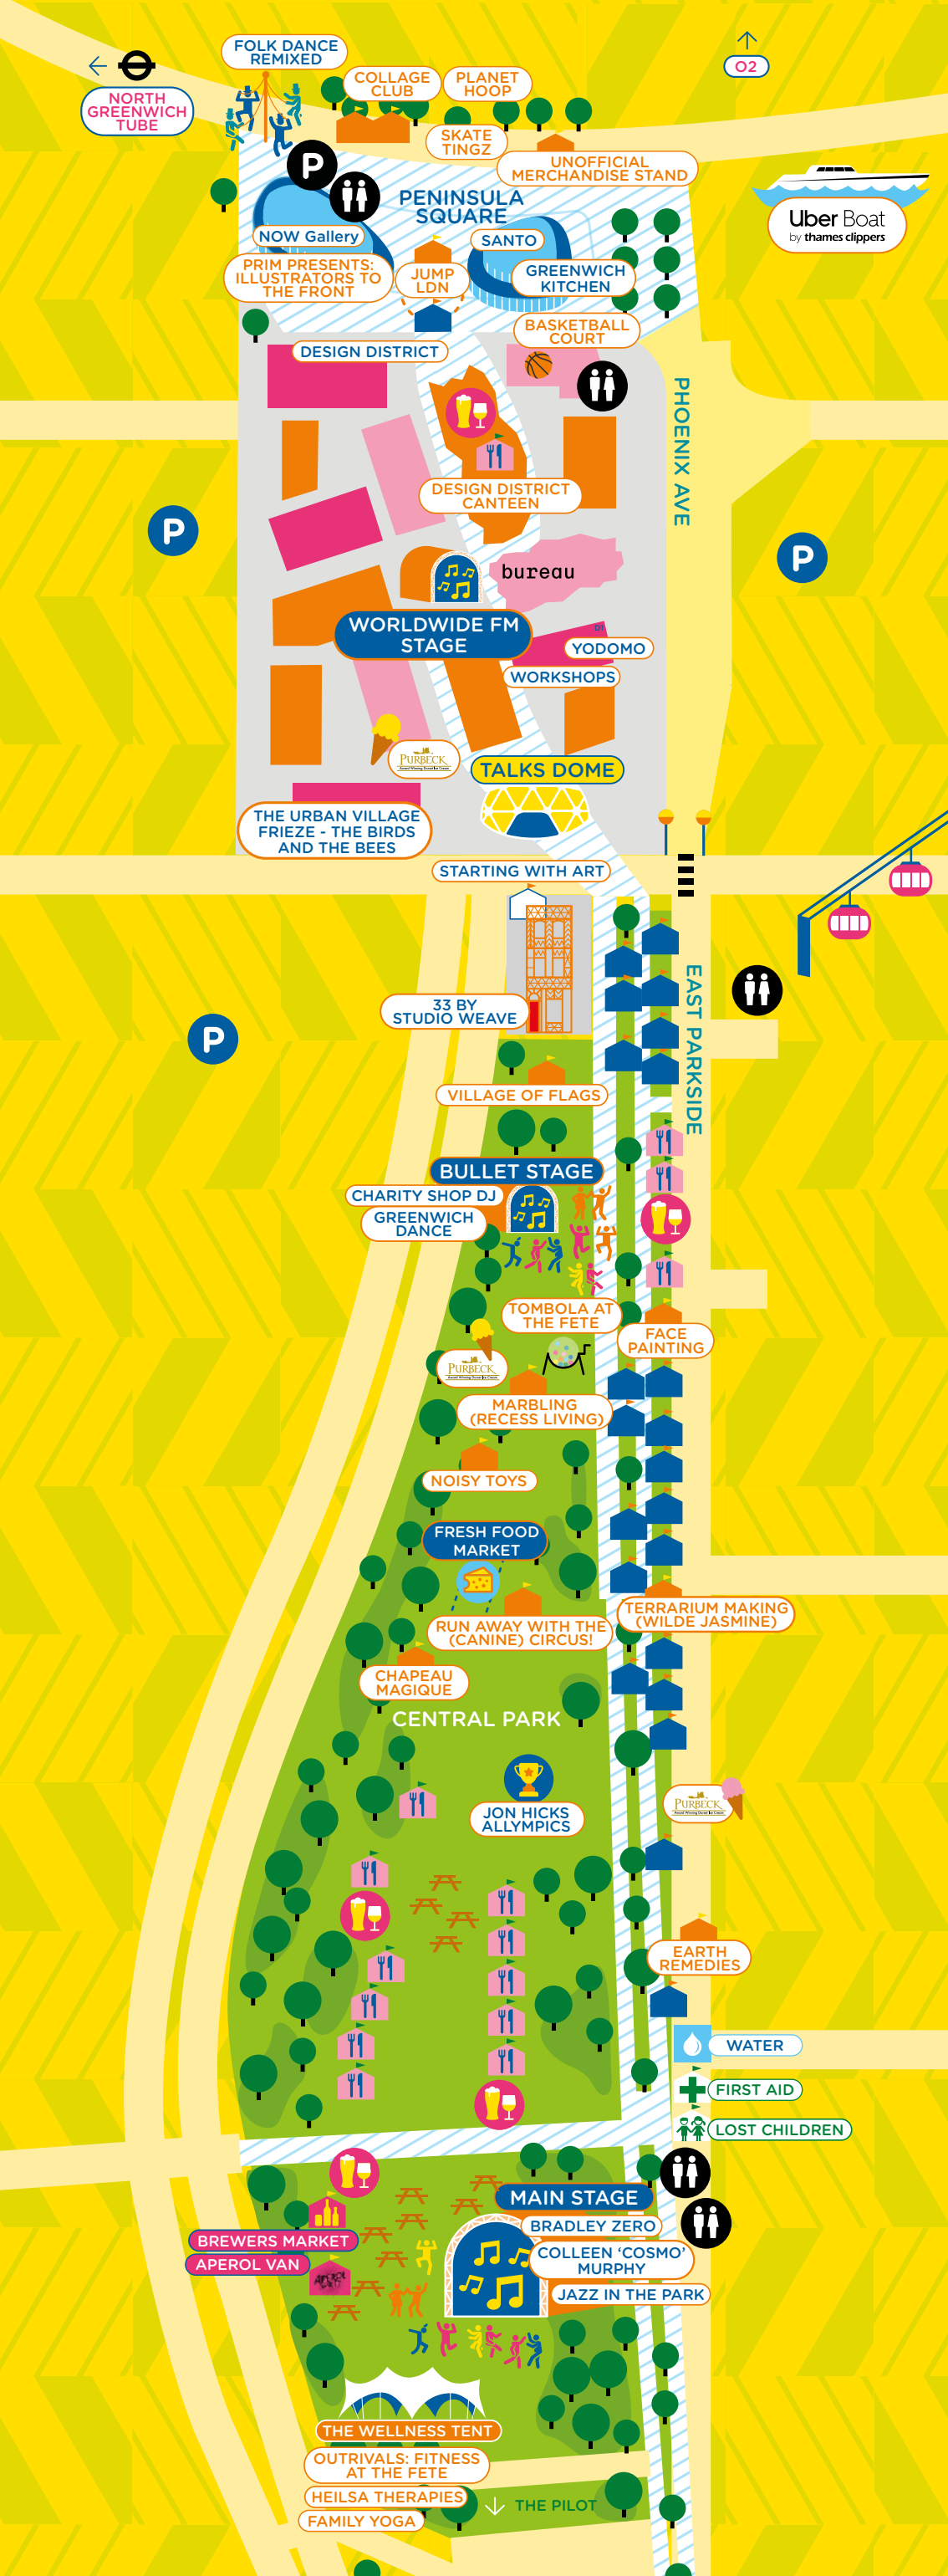 FOLK DANCE
REMIXED
NORTH
GREENWICH
TUBE
O2
COLLAGE
CLUB
PLANET
HOOP
SKATE
TINGZ
UNOFFICIAL
MERCHANDISE STAND
P
PENINSULA
SQUARE
Uber Boat
by thames clippers
NOW Gallery
SANTO
PRIM PRESENTS:
ILLUSTRATORS TO
THE FRONT
JUMP
LDN
GREENWICH
KITCHEN
BASKETBALL
COURT
DESIGN DISTRICT
PHOENIX AVE
DESIGN DISTRICT
CANTEEN
P
P
bureau
WORLDWIDE FM
STAGE
YODOMO
WORKSHOPS
PURBECK
TALKS DOME
THE URBAN VILLAGE
FRIEZE - THE BIRDS
AND THE BEES
STARTING WITH ART
33 BY
STUDIO WEAVE
P
EAST PARKSIDE
VILLAGE OF FLAGS
BULLET STAGE
CHARITY SHOP DJ
GREENWICH
DANCE
TOMBOLA AT
THE FETE
FACE
PAINTING
PURBECK
MARBLING
(RECESS LIVING)
NOISY TOYS
FRESH FOOD
MARKET
RUN AWAY WITH THE
(CANINE) CIRCUS!
TERRARIUM MAKING
(WILDE JASMINE)
CHAPEAU
MAGIQUE
CENTRAL PARK
JON HICKS
ALLYMPICS
PURBECK
EARTH
REMEDIES
WATER
FIRST AID
LOST CHILDREN
MAIN STAGE
BRADLEY ZERO
COLLEEN ‘COSMO’
MURPHY
JAZZ IN THE PARK
BREWERS MARKET
APEROL VAN
THE WELLNESS TENT
OUTRIVALS: FITNESS
AT THE FETE
HEILSA THERAPIES
FAMILY YOGA
THE PILOT